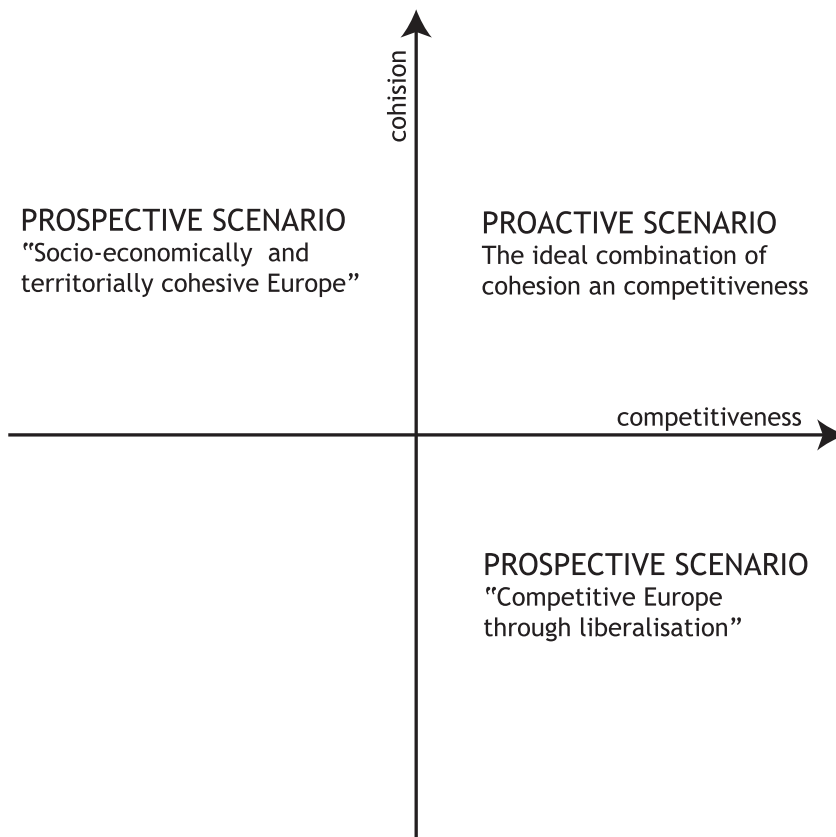 cohision
PROSPECTIVE SCENARIO
"Socio-economically and
territorially cohesive Europe"
PROACTIVE SCENARIO
The ideal combination of
cohesion an competitiveness
competitiveness
PROSPECTIVE SCENARIO
"Competitive Europe
through liberalisation"